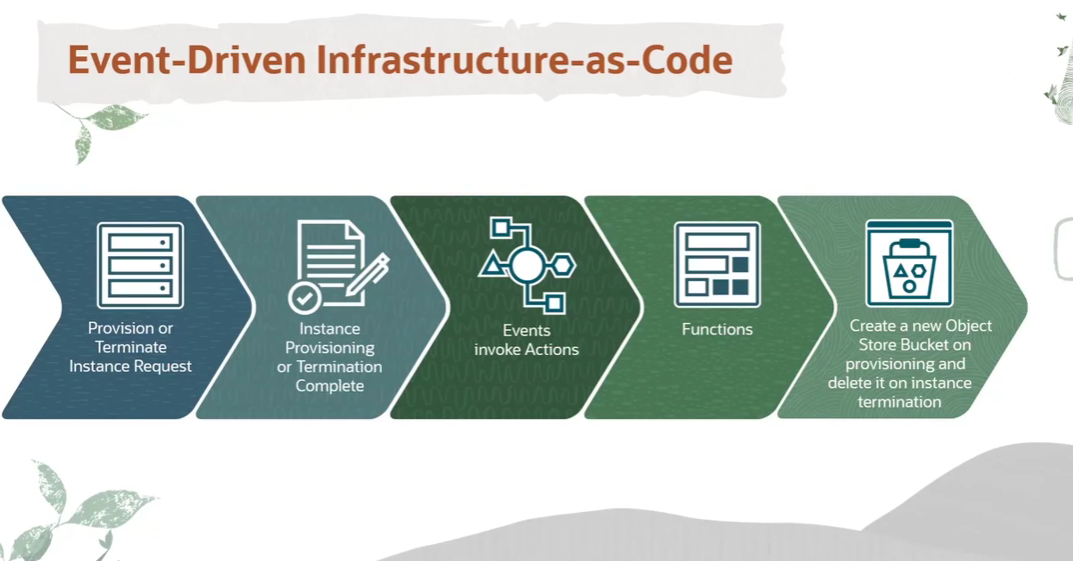 Event-Driven Infrastructure-as-Code
Provision or
Terminate
Instance Request
Instance
Provisioning
or Termination
Complete
Events
invoke Actions
Functions
Create a new Object
Store Bucket on
provisioning and
delete it on instance
termination